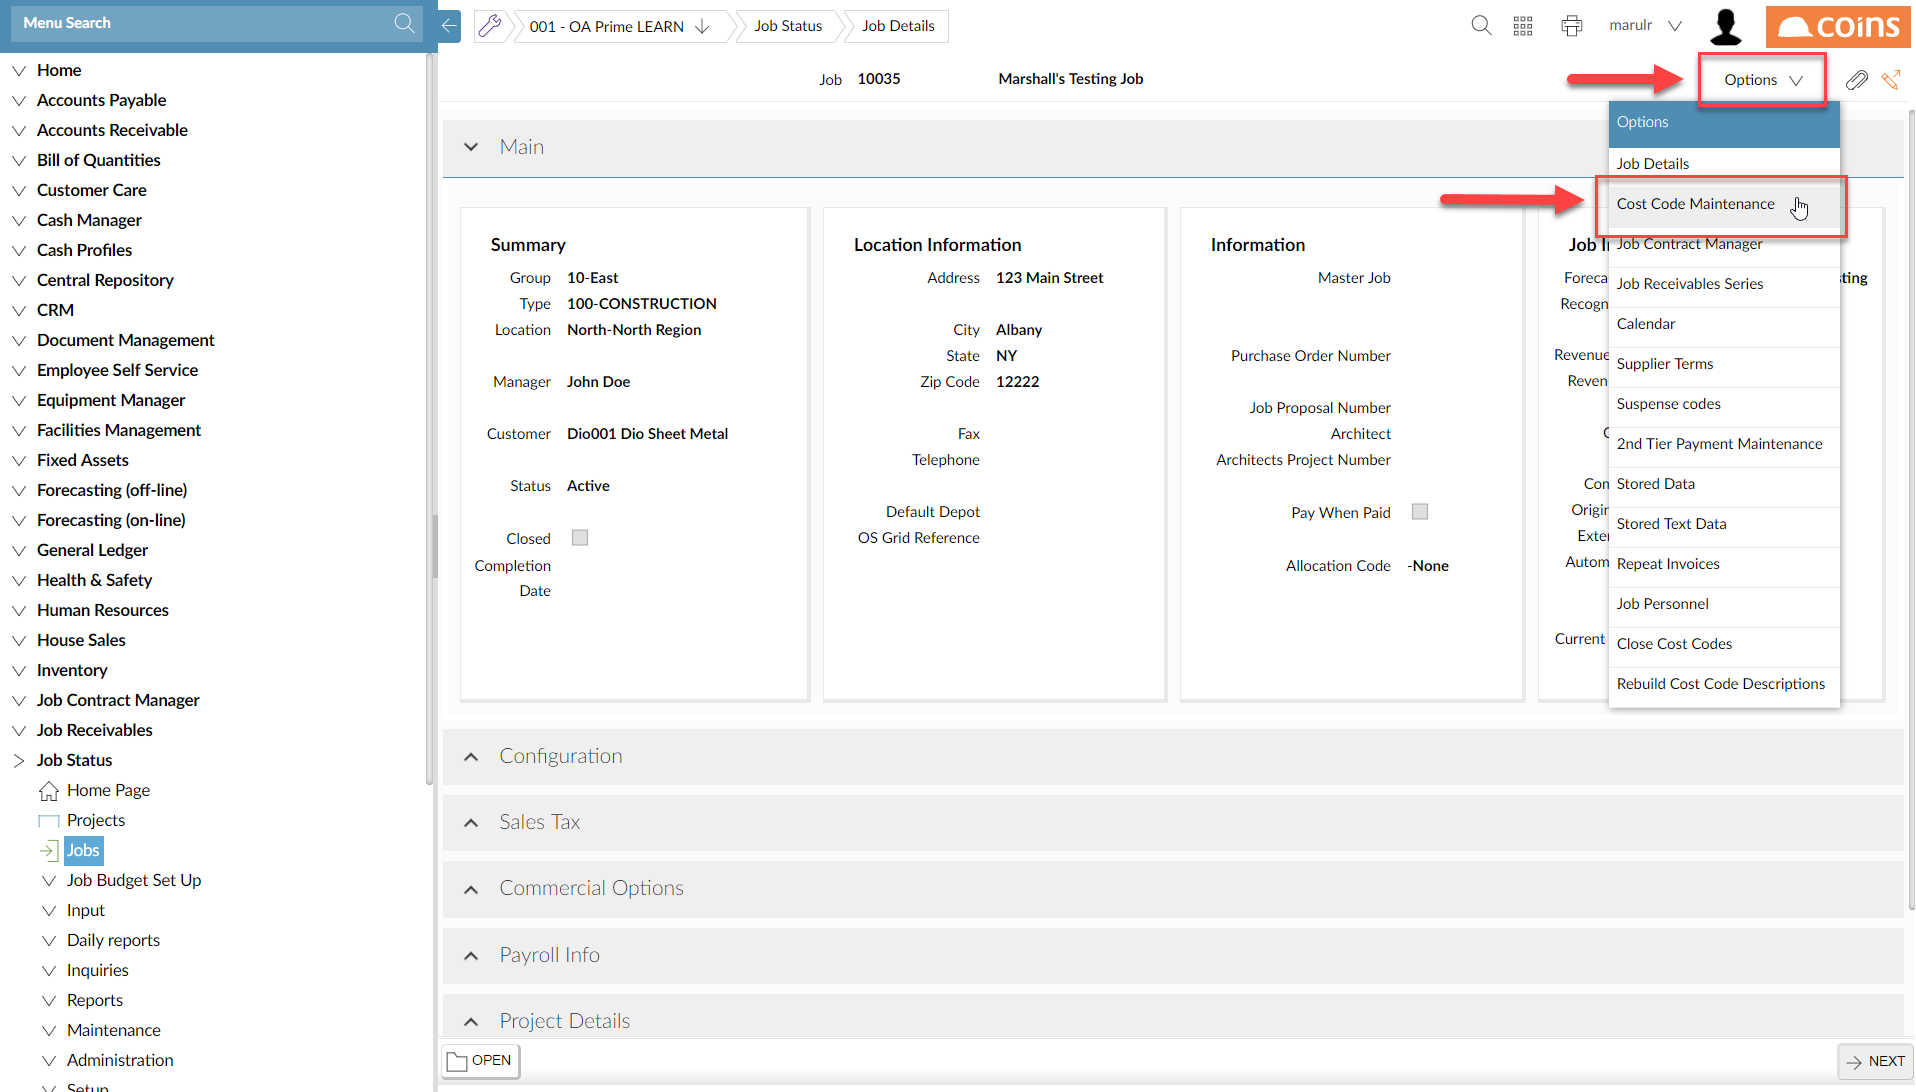 Menu Search
001 - OA Prime LEARN
Job Status
Job Details
marulr
coins
Job 10035 Marshall's Testing Job
Options
Home
Accounts Payable
Accounts Receivable
Bill of Quantities
Customer Care
Cash Manager
Cash Profiles
Central Repository
CRM
Document Management
Employee Self Service
Equipment Manager
Facilities Management
Fixed Assets
Forecasting (off-line)
Forecasting (on-line)
General Ledger
Health & Safety
Human Resources
House Sales
Inventory
Job Contract Manager
Job Receivables
Job Status
Home Page
Projects
Jobs
Job Budget Set Up
Input
Daily reports
Inquiries
Reports
Maintenance
Administration
Setup
Main
Summary
Group 10-East
Type 100-CONSTRUCTION
Location North-North Region
Manager John Doe
Customer Dio001 Dio Sheet Metal
Status Active
Closed
Completion
Date
Location Information
Address 123 Main Street
City Albany
State NY
Zip Code 12222
Fax
Telephone
Default Depot
OS Grid Reference
Information
Master Job
Purchase Order Number
Job Proposal Number
Architect
Architects Project Number
Pay When Paid
Allocation Code -None
Job I
Foreca
sting
Recogn
Revenue
Reven
Com
Origin
Exter
Autom
Current
Options
Job Details
Cost Code Maintenance
Job Contract Manager
Job Receivables Series
Calendar
Supplier Terms
Suspense codes
2nd Tier Payment Maintenance
Stored Data
Stored Text Data
Repeat Invoices
Job Personnel
Close Cost Codes
Rebuild Cost Code Descriptions
Configuration
Sales Tax
Commercial Options
Payroll Info
Project Details
OPEN
NEXT